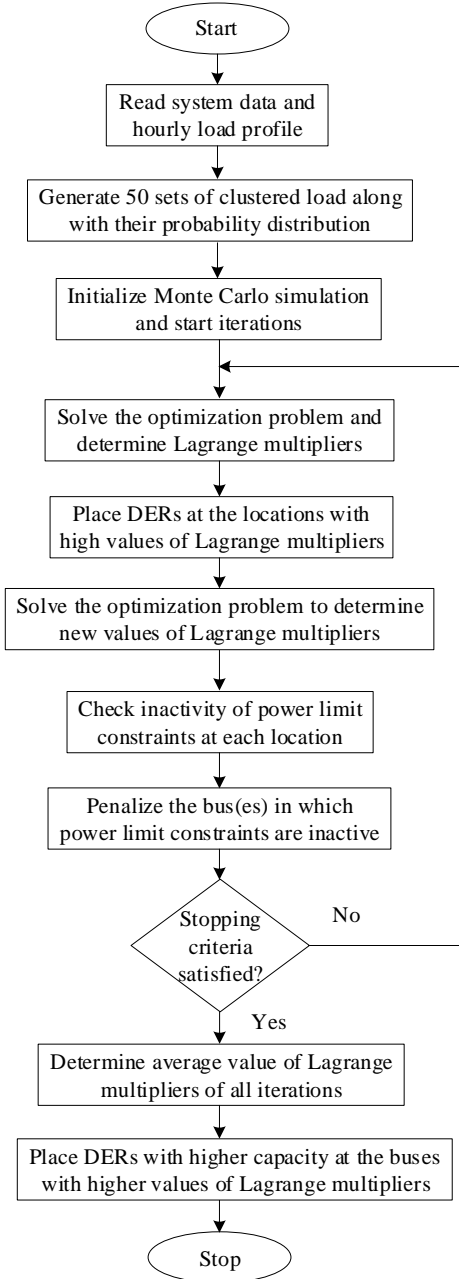 Start
Read system data and
hourly load profile
Generate 50 sets of clustered load along
with their probability distribution
Initialize Monte Carlo simulation
and start iterations
Solve the optimization problem and
determine Lagrange multipliers
Place DERs at the locations with
high values of Lagrange multipliers
Solve the optimization problem to determine
new values of Lagrange multipliers
Check inactivity of power limit
constraints at each location
Penalize the bus(es) in which
power limit constraints are inactive
Stopping
criteria
satisfied?
No
Yes
Determine average value of Lagrange
multipliers of all iterations
Place DERs with higher capacity at the buses
with higher values of Lagrange multipliers
Stop